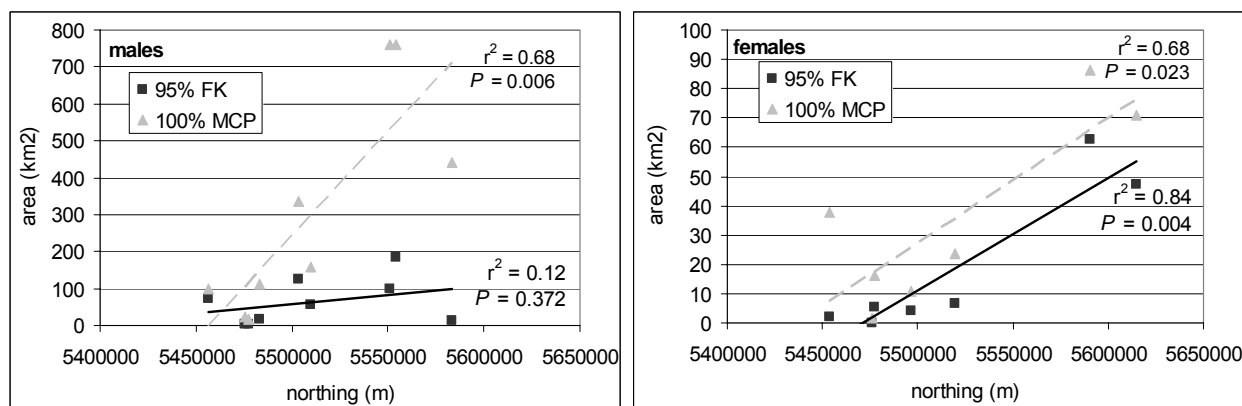 males
95% FK
100% MCP
r² = 0.68
P = 0.006
r² = 0.12
P = 0.372
800
700
600
500
400
300
200
100
0
area (km2)
5400000 5450000 5500000 5550000 5600000 5650000
northing (m)
females
95% FK
100% MCP
r² = 0.68
P = 0.023
r² = 0.84
P = 0.004
100
90
80
70
60
50
40
30
20
10
0
area (km2)
5400000 5450000 5500000 5550000 5600000 5650000
northing (m)